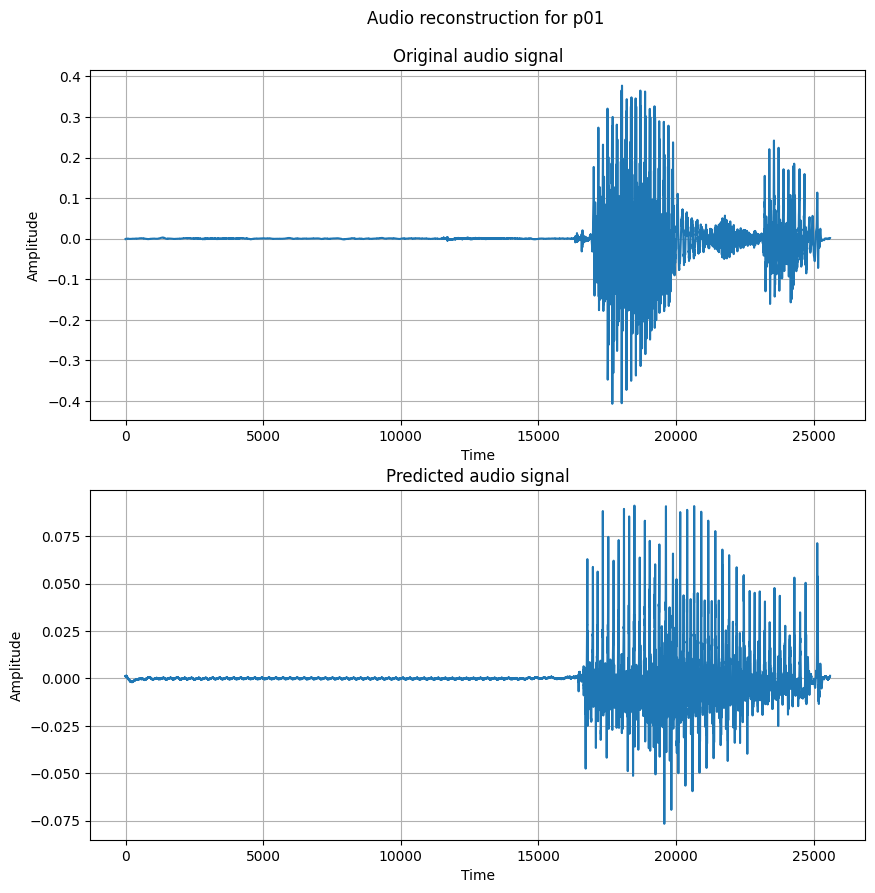 Audio reconstruction for p01
Original audio signal
0.4
0.3
0.2
0.1
0.0
−0.1
−0.2
−0.3
−0.4
Amplitude
0 5000 10000 15000 20000 25000
Time
Predicted audio signal
0.075
0.050
0.025
0.000
−0.025
−0.050
−0.075
Amplitude
0 5000 10000 15000 20000 25000
Time